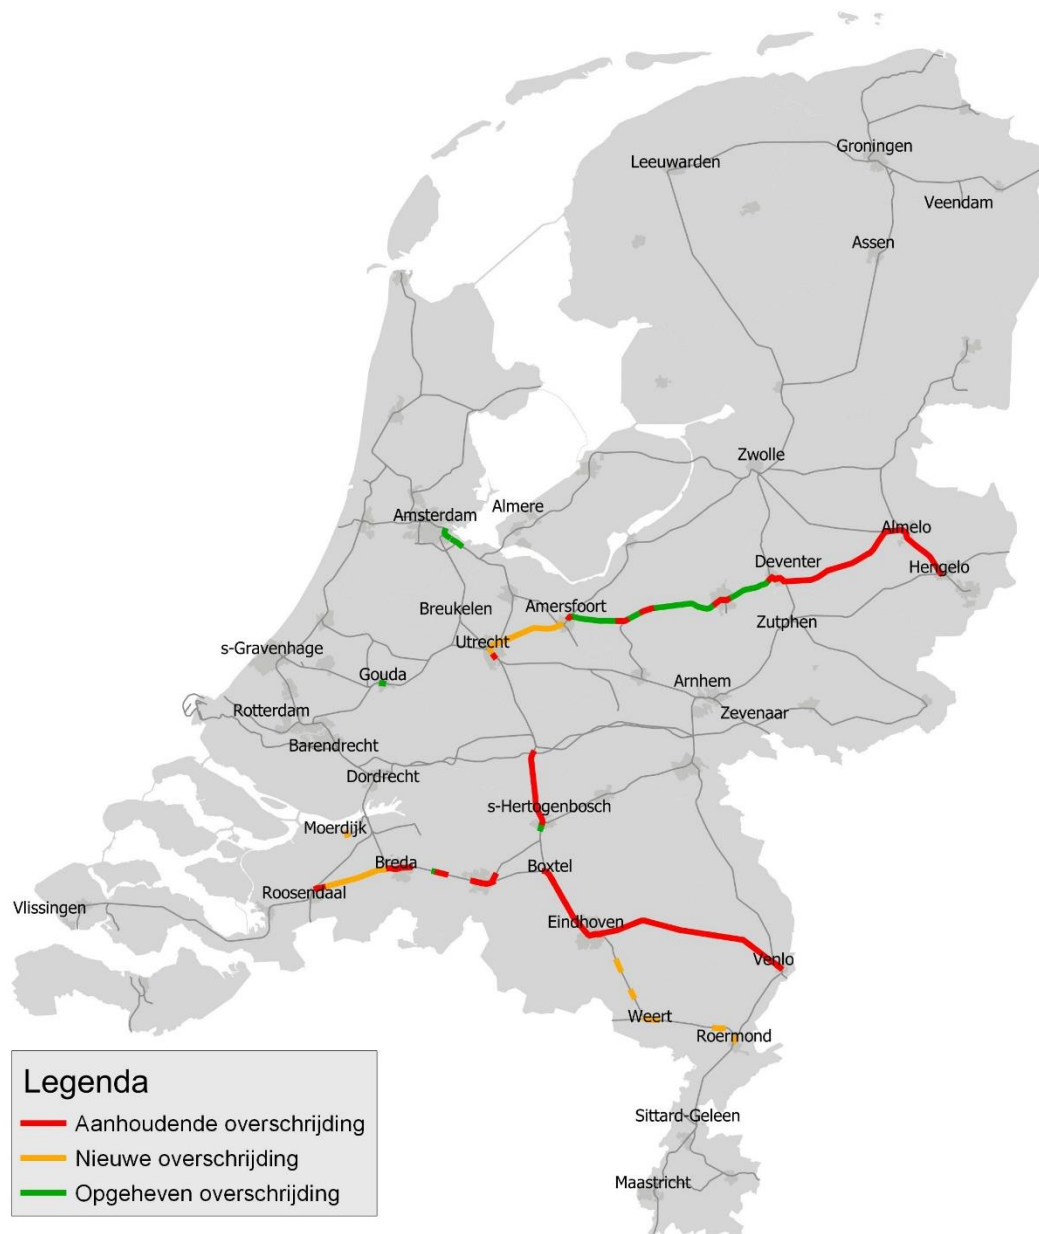 Groningen
Leeuwarden
Veendam
Assen
Zwolle
Almere
Amsterdam
Almelo
Deventer
Hengelo
Breukelen
Amersfoort
Zutphen
Utrecht
s-Gravenhage
Gouda
Arnhem
Rotterdam
Zevenaar
Barendrecht
Dordrecht
s-Hertogenbosch
Moerdijk
Breda
Boxtel
Roosendaal
Vlissingen
Eindhoven
Venlo
Weert
Roermond
Sittard-Geleen
Maastricht
Legenda
Aanhoudende overschrijding
Nieuwe overschrijding
Opgeheven overschrijding